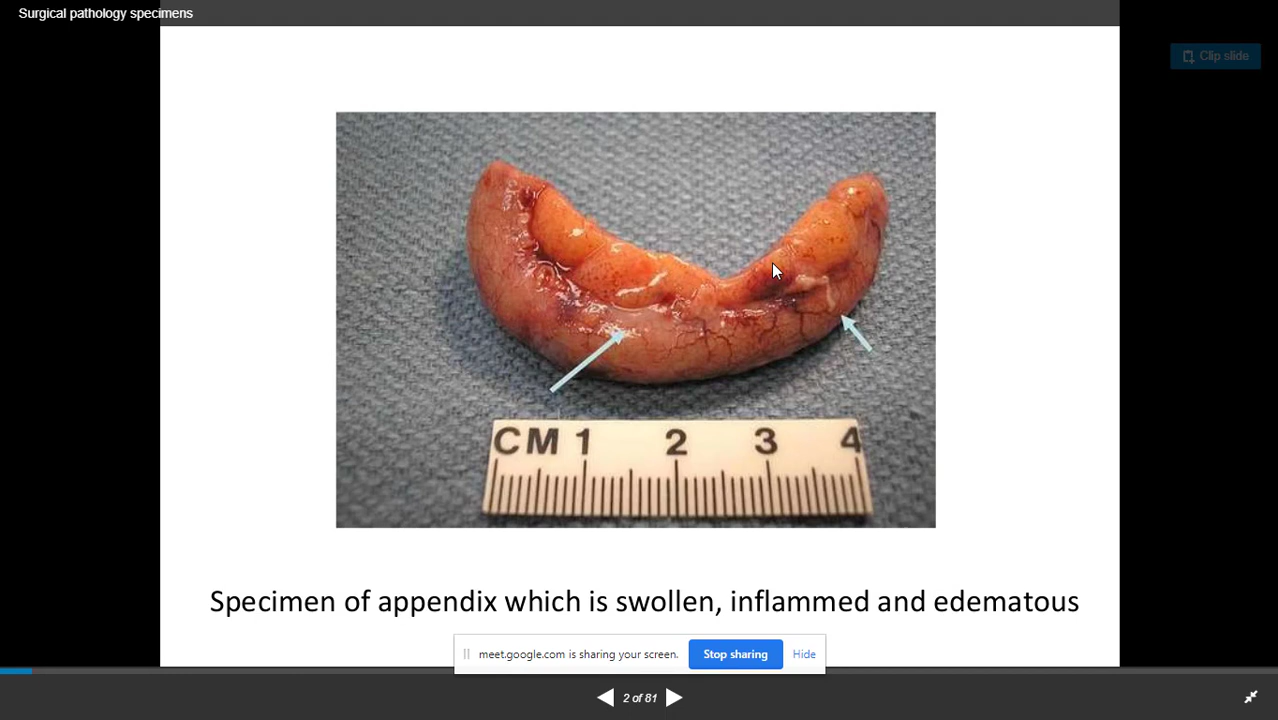 Surgical pathology specimens
Clip slide
CM 1 2 3 4
Specimen of appendix which is swollen, inflammed and edematous
meet.google.com is sharing your screen. Stop sharing Hide
2 of 81